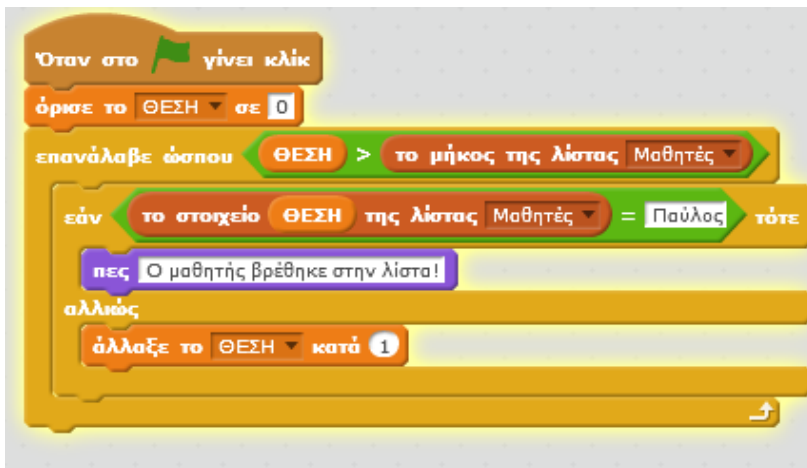 Όταν στο γίνει κλίκ
όρισε το ΘΕΣΗ σε 0
επανάλαβε ώσπου ΘΕΣΗ > το μήκος της λίστας Μαθητές
εάν το στοιχείο ΘΕΣΗ της λίστας Μαθητές = Παύλος τότε
πες Ο μαθητής βρέθηκε στην λίστα!
αλλιώς
άλλαξε το ΘΕΣΗ κατά 1